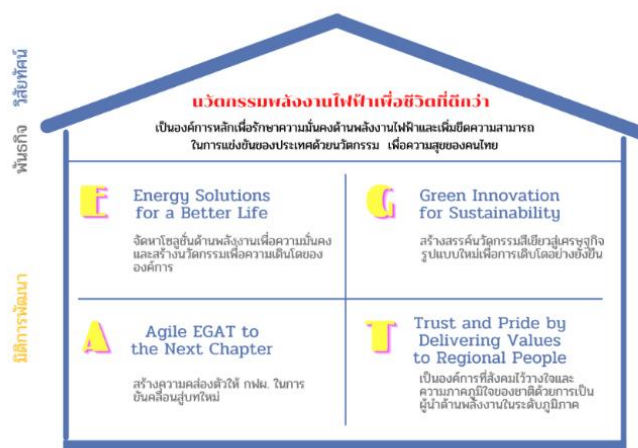 วิสัยทัศน์
นวัตกรรมพลังงานไฟฟ้าเพื่อชีวิตที่ดีกว่า
พันธกิจ
เป็นองค์การหลักเพื่อรักษาความมั่นคงด้านพลังงานไฟฟ้าและเพิ่มขีดความสามารถ
ในการแข่งขันของประเทศด้วยนวัตกรรม เพื่อความสุขของคนไทย
มิติการพัฒนา
E
Energy Solutions
for a Better Life
จัดหาโซลูชั่นด้านพลังงานเพื่อความมั่นคง
และสร้างนวัตกรรมเพื่อความเติบโตของ
องค์การ
G
Green Innovation
for Sustainability
สร้างสรรค์นวัตกรรมสีเขียวสู่เศรษฐกิจ
รูปแบบใหม่เพื่อการเติบโตอย่างยั่งยืน
A
Agile EGAT to
the Next Chapter
สร้างความคล่องตัวให้ กฟผ. ในการ
ขับเคลื่อนสู่บทใหม่
T
Trust and Pride by
Delivering Values
to Regional People
เป็นองค์การที่สังคมไว้วางใจและ
ความภาคภูมิใจของชาติด้วยการเป็น
ผู้นำด้านพลังงานในระดับภูมิภาค